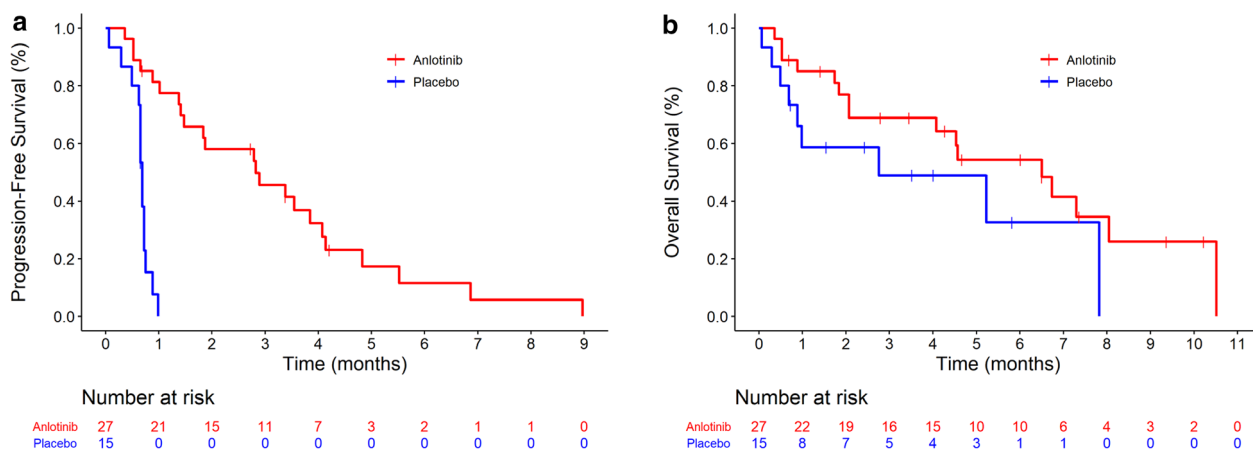 a
Progression-Free Survival (%)
1.0
0.8
0.6
0.4
0.2
0.0
Anlotinib
Placebo
0 1 2 3 4 5 6 7 8 9
Time (months)
Number at risk
Anlotinib 27 21 15 11 7 3 2 1 1 0
Placebo 15 0 0 0 0 0 0 0 0 0
b
Overall Survival (%)
1.0
0.8
0.6
0.4
0.2
0.0
Anlotinib
Placebo
0 1 2 3 4 5 6 7 8 9 10 11
Time (months)
Number at risk
Anlotinib 27 22 19 16 15 10 10 6 4 3 2 0
Placebo 15 8 7 5 4 3 1 1 0 0 0 0